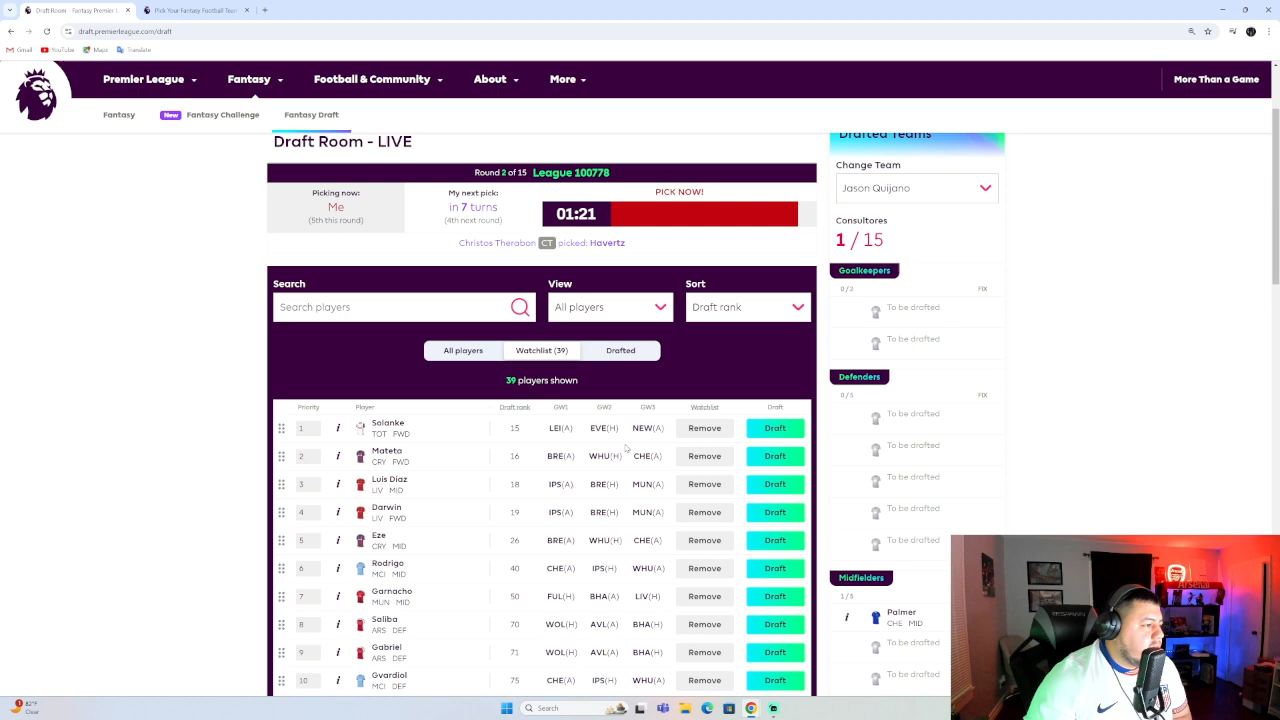 Draft Room - Fantasy Premier L
Pick Your Fantasy Football Team
draft.premierleague.com/draft
Gmail YouTube Maps Translate
Premier League Fantasy Football & Community About More More Than a Game
Fantasy New Fantasy Challenge Fantasy Draft
Draft Room - LIVE
Round 2 of 15 League 100778
Picking now: My next pick: PICK NOW!
Me in 7 turns 01:21
(5th this round) (4th next round)
Christos Therabon CT picked: Havertz
Search View Sort
Search players All players Draft rank
All players Watchlist (39) Drafted
39 players shown
Priority Player Draft rank GW1 GW2 GW3 Watchlist Draft
1 i Solanke 15 LEI(A) EVE(H) NEW(A) Remove Draft
TOT FWD
2 i Mateta 16 BRE(A) WHU(H) CHE(A) Remove Draft
CRY FWD
3 i Luis Díaz 18 IPS(A) BRE(H) MUN(A) Remove Draft
LIV MID
4 i Darwin 19 IPS(A) BRE(H) MUN(A) Remove Draft
LIV FWD
5 i Eze 26 BRE(A) WHU(H) CHE(A) Remove Draft
CRY MID
6 i Rodrigo 40 CHE(A) IPS(H) WHU(A) Remove Draft
MCI MID
7 i Garnacho 50 FUL(H) BHA(A) LIV(H) Remove Draft
MUN MID
8 i Saliba 70 WOL(H) AVL(A) BHA(H) Remove Draft
ARS DEF
9 i Gabriel 71 WOL(H) AVL(A) BHA(H) Remove Draft
ARS DEF
10 i Gvardiol 75 CHE(A) IPS(H) WHU(A) Remove Draft
MCI DEF
Drafted Teams
Change Team
Jason Quijano
Consultores
1 / 15
Goalkeepers
0/2 FIX
To be drafted
To be drafted
Defenders
0/5 FIX
To be drafted
To be drafted
To be drafted
To be drafted
To be drafted
Midfielders
1/5
i Palmer
CHE MID
To be drafted
To be drafted
Arsenal
1 82°F
Clear
Search